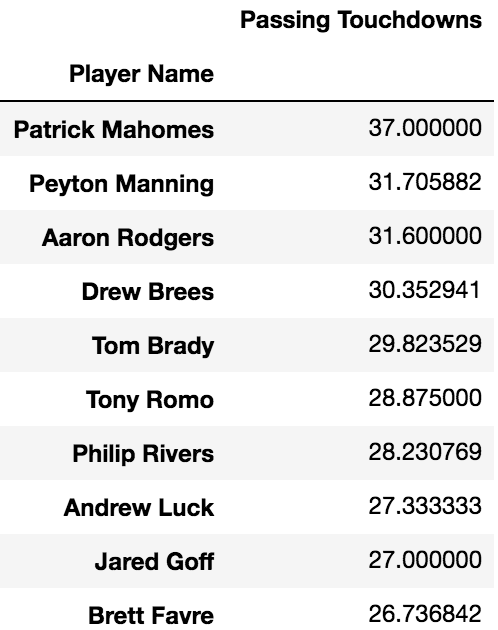 Passing Touchdowns
Player Name
Patrick Mahomes 37.000000
Peyton Manning 31.705882
Aaron Rodgers 31.600000
Drew Brees 30.352941
Tom Brady 29.823529
Tony Romo 28.875000
Philip Rivers 28.230769
Andrew Luck 27.333333
Jared Goff 27.000000
Brett Favre 26.736842